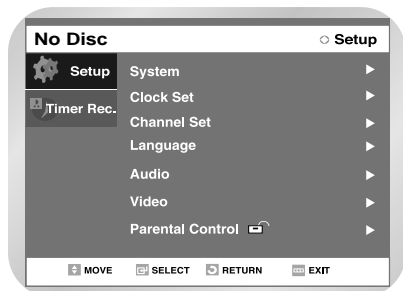 No Disc Setup
Setup System
Clock Set
Timer Rec. Channel Set
Language
Audio
Video
Parental Control
MOVE SELECT RETURN EXIT